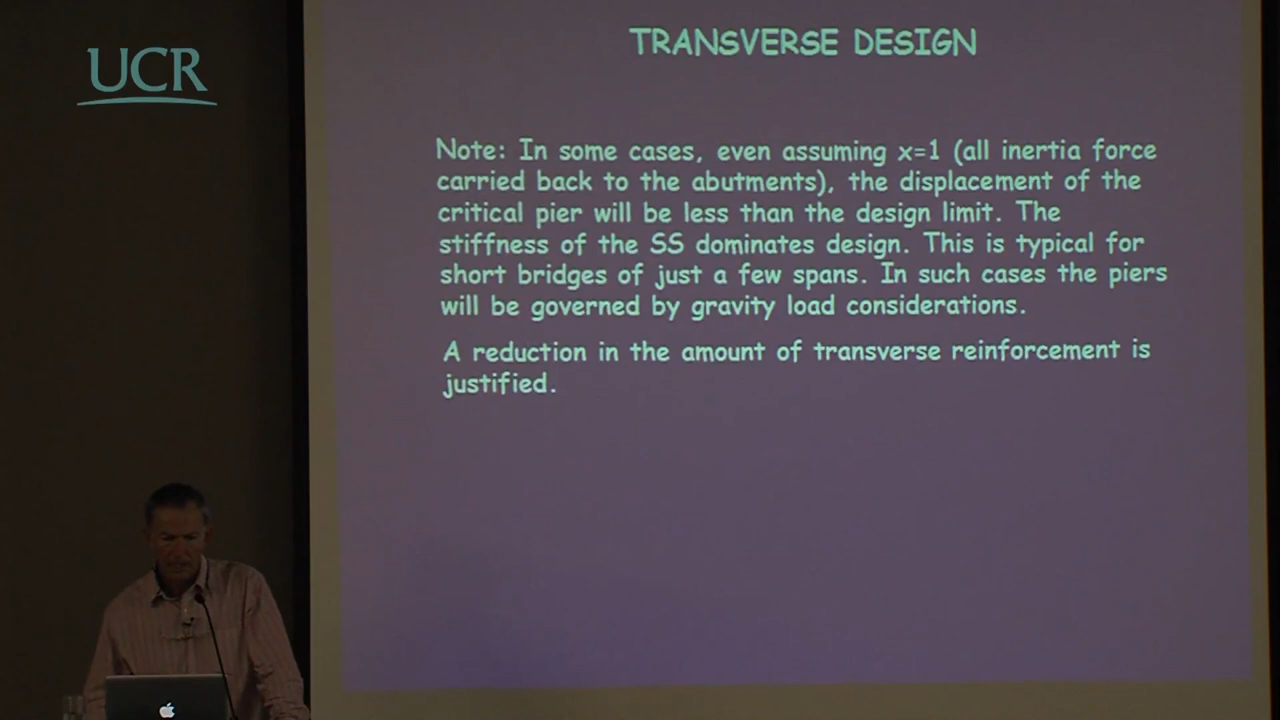 UCR
TRANSVERSE DESIGN
Note: In some cases, even assuming x=1 (all inertia force
carried back to the abutments), the displacement of the
critical pier will be less than the design limit. The
stiffness of the SS dominates design. This is typical for
short bridges of just a few spans. In such cases the piers
will be governed by gravity load considerations.
A reduction in the amount of transverse reinforcement is
justified.